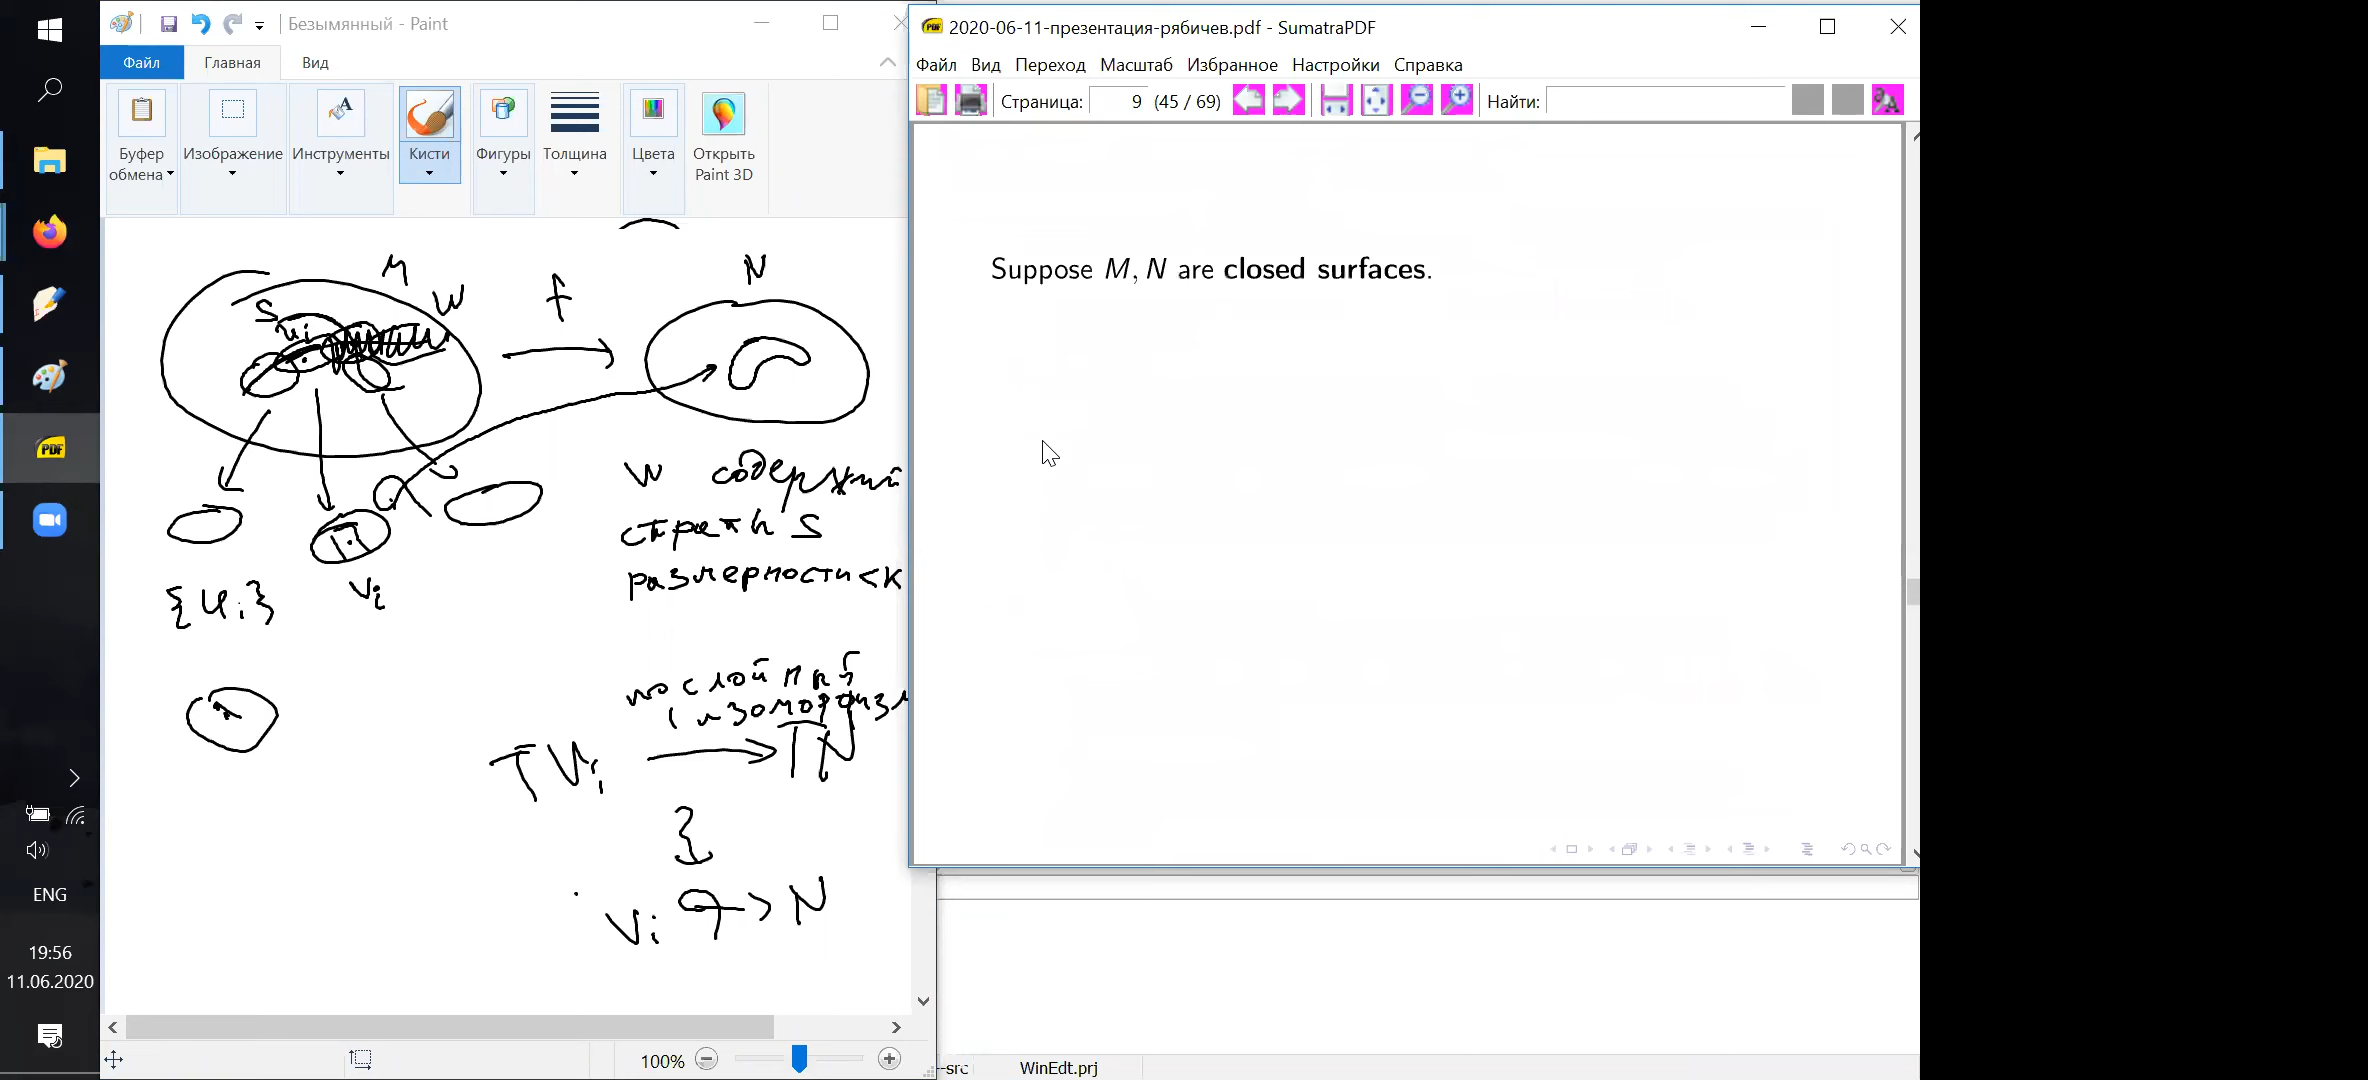 Безымянный - Paint
Файл Главная Вид
Буфер обмена
Изображение
Инструменты
Кисти
Фигуры
Толщина
Цвета
Открыть Paint 3D
M
W
S
Ui
f
N
{Ui}
Vi
W содержит
страты S
размерности < k
послойный
изоморфизм
TVi → TN
Vi → N
100%
2020-06-11-презентация-рябичев.pdf - SumatraPDF
Файл Вид Переход Масштаб Избранное Настройки Справка
Страница: 9 (45 / 69) Найти:
Suppose M, N are closed surfaces.
PDF
ENG
19:56
11.06.2020
--src WinEdt.prj